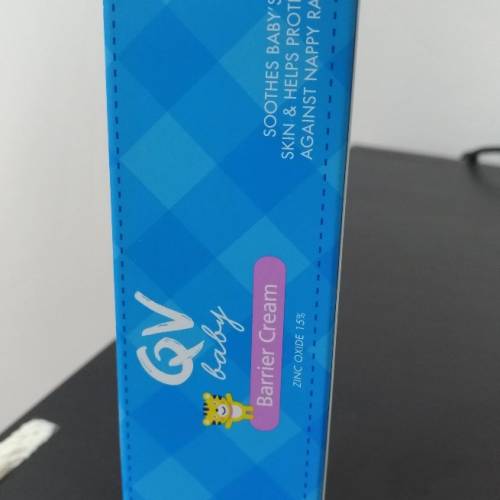 QV
baby
Barrier Cream
ZINC OXIDE 15%
SOOTHES BABY'S
SKIN & HELPS
AGAINST NAPPY